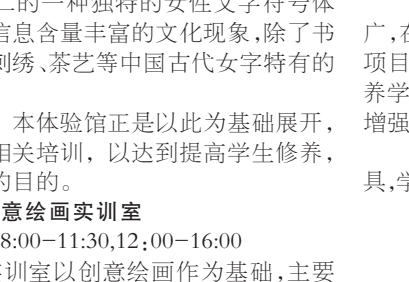 一的一种独特的女性文字符号体
信息含量丰富的文化现象,除了书
刺绣、茶艺等中国古代女字特有的
本体验馆正是以此为基础展开,
相关培训,以达到提高学生修养,
的目的。
意绘画实训室
8:00-11:30,12:00-16:00
训室以创意绘画作为基础,主要
广,在
项目
养学
增强
具,学